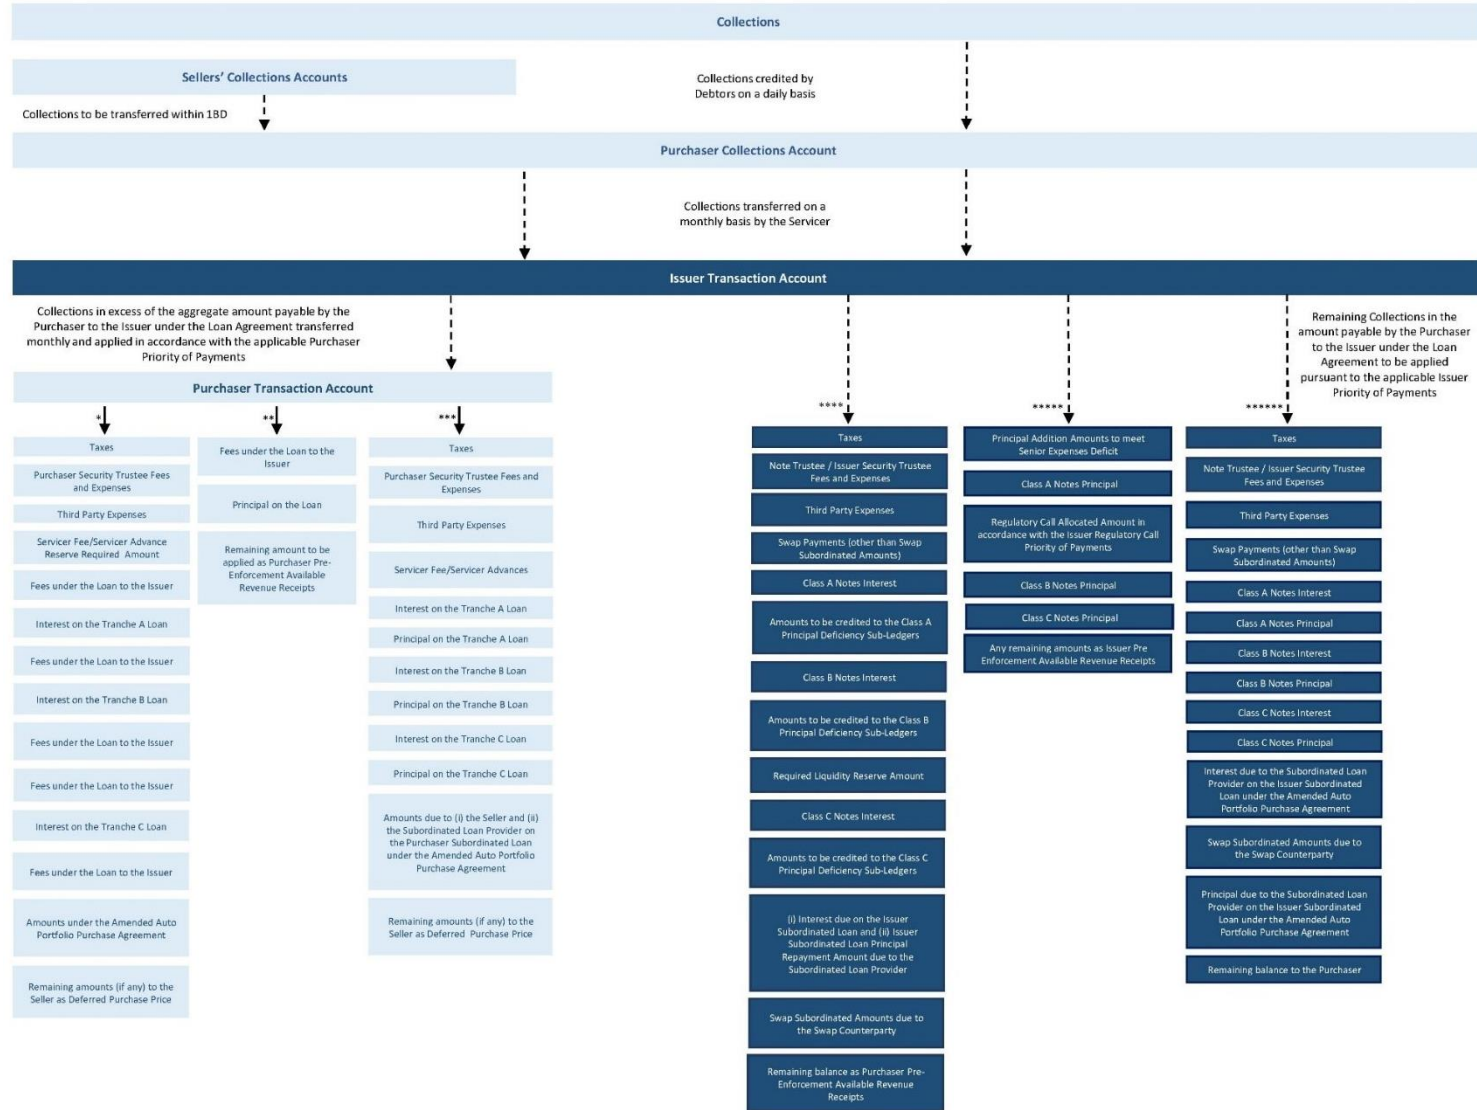 Collections
Sellers' Collections Accounts
Collections credited by
Debtors on a daily basis
Collections to be transferred within 1BD
Purchaser Collections Account
Collections transferred on a
monthly basis by the Servicer
Issuer Transaction Account
Collections in excess of the aggregate amount payable by the
Purchaser to the Issuer under the Loan Agreement transferred
monthly and applied in accordance with the applicable Purchaser
Priority of Payments
Remaining Collections in the
amount payable by the Purchaser
to the Issuer under the Loan
Agreement to be applied
pursuant to the applicable Issuer
Priority of Payments
Purchaser Transaction Account
*
Taxes
Purchaser Security Trustee Fees
and Expenses
Third Party Expenses
Servicer Fee/Servicer Advance
Reserve Required Amount
Fees under the Loan to the Issuer
Interest on the Tranche A Loan
Fees under the Loan to the Issuer
Interest on the Tranche B Loan
Fees under the Loan to the Issuer
Fees under the Loan to the Issuer
Interest on the Tranche C Loan
Fees under the Loan to the Issuer
Amounts under the Amended Auto
Portfolio Purchase Agreement
Remaining amounts (if any) to the
Seller as Deferred Purchase Price
**
Fees under the Loan to the
Issuer
Principal on the Loan
Remaining amount to be
applied as Purchaser Pre-
Enforcement Available
Revenue Receipts
***
Taxes
Purchaser Security Trustee Fees and
Expenses
Third Party Expenses
Servicer Fee/Servicer Advances
Interest on the Tranche A Loan
Principal on the Tranche A Loan
Interest on the Tranche B Loan
Principal on the Tranche B Loan
Interest on the Tranche C Loan
Principal on the Tranche C Loan
Amounts due to (i) the Seller and (ii)
the Subordinated Loan Provider on
the Purchaser Subordinated Loan
under the Amended Auto Portfolio
Purchase Agreement
Remaining amounts (if any) to the
Seller as Deferred Purchase Price
****
Taxes
Note Trustee / Issuer Security Trustee
Fees and Expenses
Third Party Expenses
Swap Payments (other than Swap
Subordinated Amounts)
Class A Notes Interest
Amounts to be credited to the Class A
Principal Deficiency Sub-Ledgers
Class B Notes Interest
Amounts to be credited to the Class B
Principal Deficiency Sub-Ledgers
Required Liquidity Reserve Amount
Class C Notes Interest
Amounts to be credited to the Class C
Principal Deficiency Sub-Ledgers
(i) Interest due on the Issuer
Subordinated Loan and (ii) Issuer
Subordinated Loan Principal
Repayment Amount due to the
Subordinated Loan Provider
Swap Subordinated Amounts due to
the Swap Counterparty
Remaining balance as Purchaser Pre-
Enforcement Available Revenue
Receipts
*****
Principal Addition Amounts to meet
Senior Expenses Deficit
Class A Notes Principal
Regulatory Call Allocated Amount in
accordance with the Issuer Regulatory Call
Priority of Payments
Class B Notes Principal
Class C Notes Principal
Any remaining amounts as Issuer Pre
Enforcement Available Revenue Receipts
******
Taxes
Note Trustee / Issuer Security Trustee
Fees and Expenses
Third Party Expenses
Swap Payments (other than Swap
Subordinated Amounts)
Class A Notes Interest
Class A Notes Principal
Class B Notes Interest
Class B Notes Principal
Class C Notes Interest
Class C Notes Principal
Interest due to the Subordinated Loan
Provider on the Issuer Subordinated
Loan under the Amended Auto
Portfolio Purchase Agreement
Swap Subordinated Amounts due to
the Swap Counterparty
Principal due to the Subordinated Loan
Provider on the Issuer Subordinated
Loan under the Amended Auto
Portfolio Purchase Agreement
Remaining balance to the Purchaser